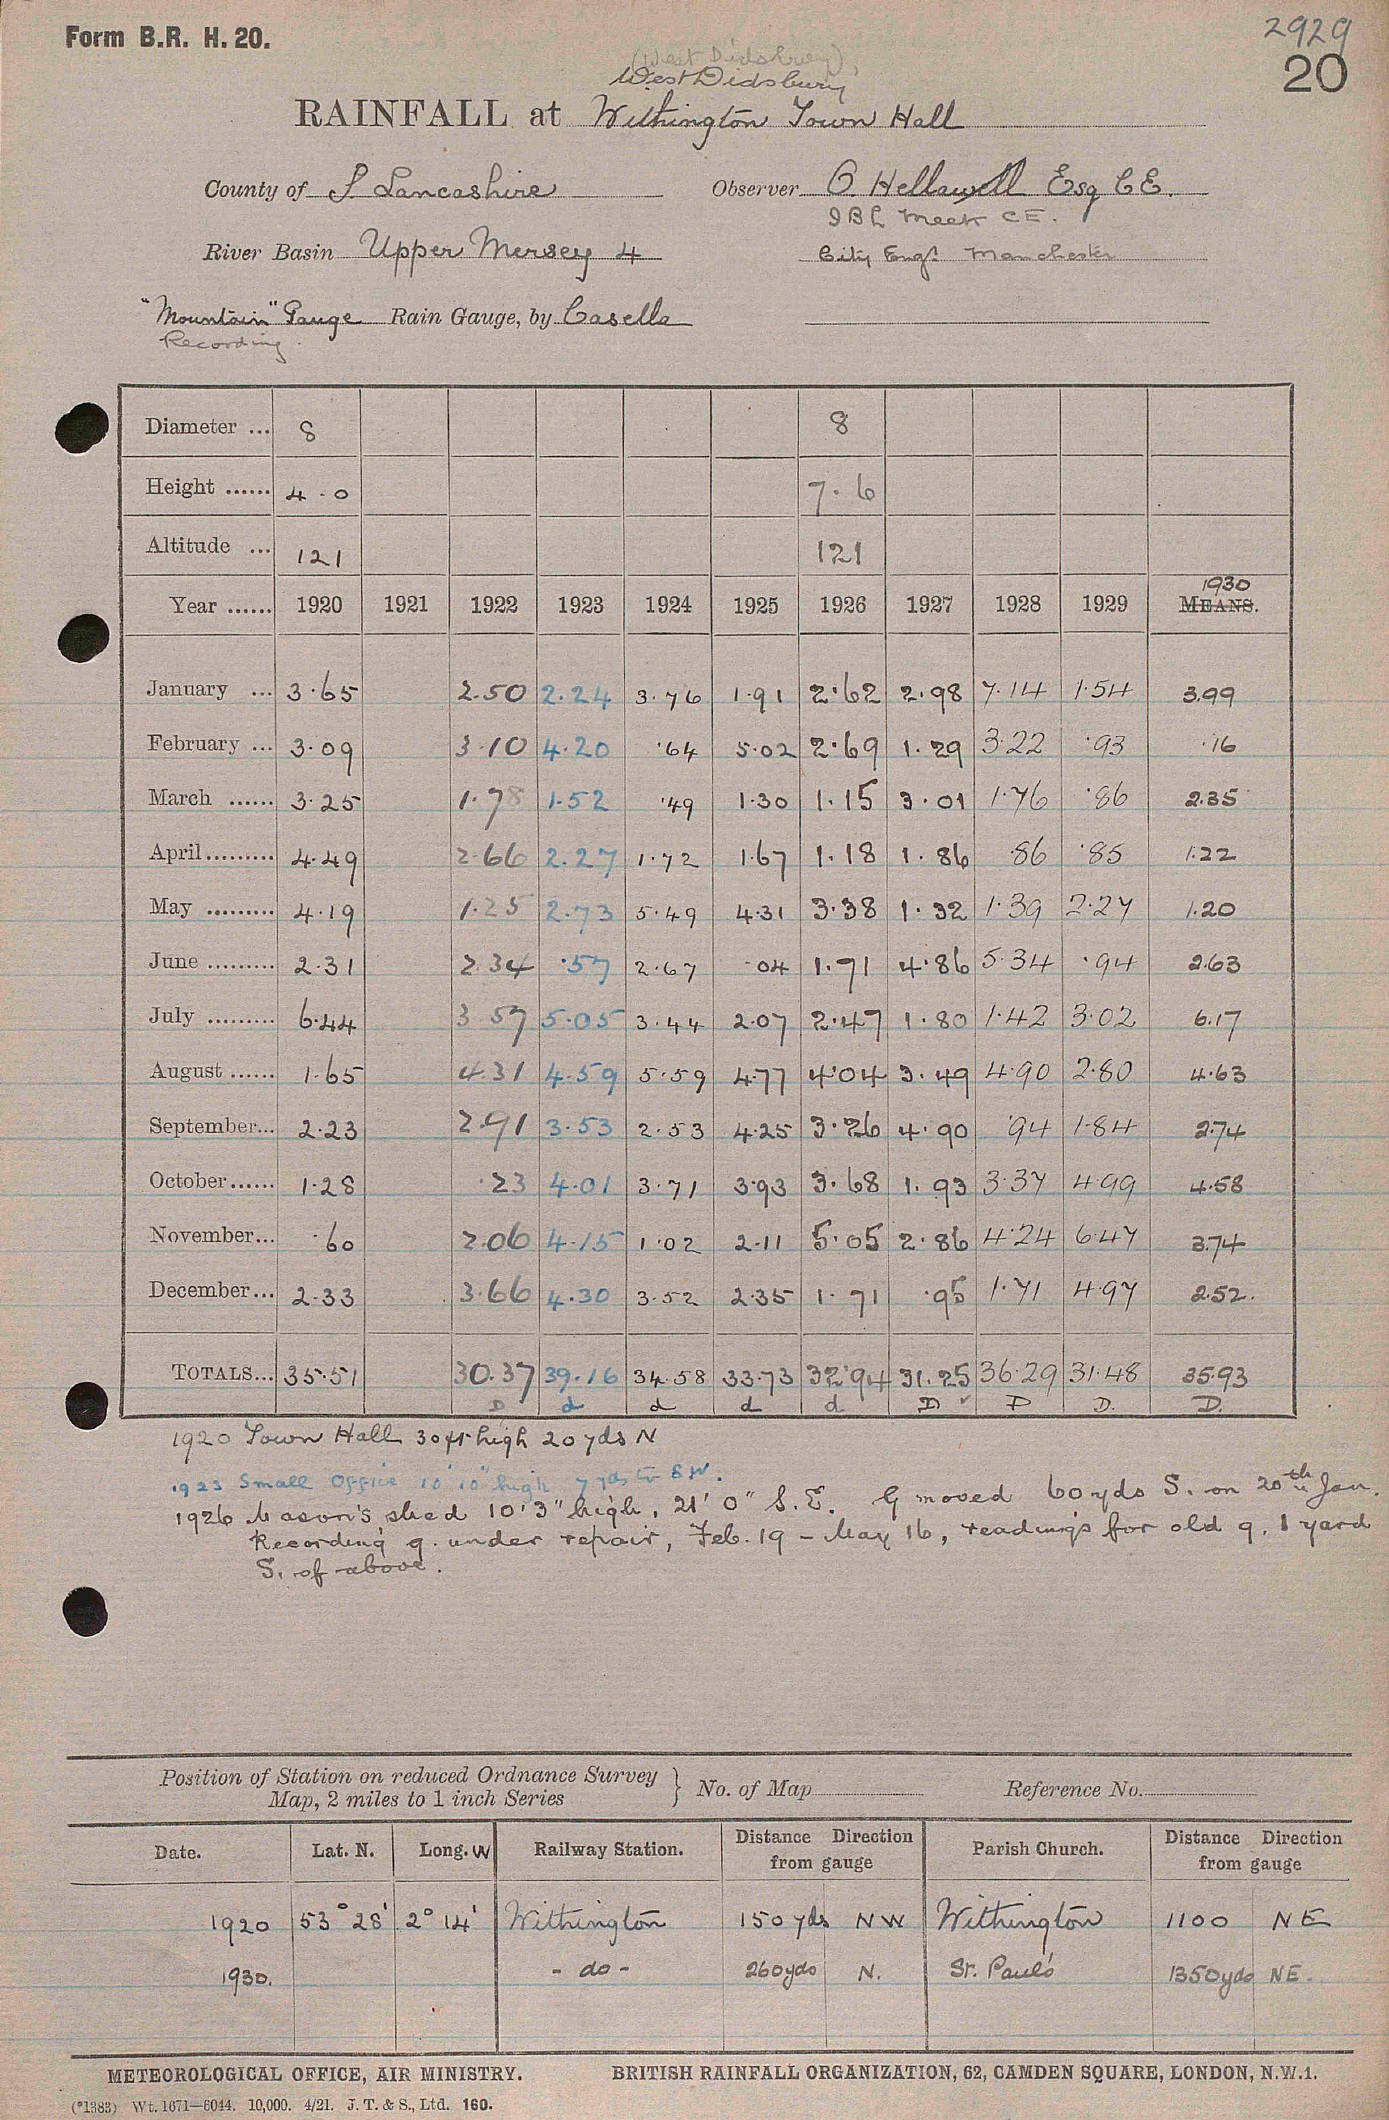 Form B.R. H. 20.
2929
20
(West Didsbury)
West Didsbury
RAINFALL at Withington Town Hall
County of S Lancashire Observer O. Hellawell Esq CE.
Meek CE.
River Basin Upper Mersey 4 City Engr Manchester
"Mountain" Gauge Rain Gauge, by Casella
Recording.
Diameter ... 8 8
Height ...... 4.0 7.6
Altitude ... 121 121
1930
Year ...... 1920 1921 1922 1923 1924 1925 1926 1927 1928 1929 MEANS.
January ... 3.65 2.50 2.24 3.76 1.91 2.62 2.98 7.14 1.54 3.99
February ... 3.09 3.10 4.20 .64 5.02 2.69 1.29 3.22 .93 .16
March ...... 3.25 1.78 1.52 .49 1.30 1.15 3.01 1.76 .86 2.35
April......... 4.49 2.66 2.27 1.72 1.67 1.18 1.86 .86 .85 1.22
May ......... 4.19 1.25 2.73 5.49 4.31 3.38 1.32 1.39 2.27 1.20
June ......... 2.31 2.34 .57 2.67 .04 1.71 4.86 5.34 .94 2.63
July ......... 6.44 3.57 5.05 3.44 2.07 2.47 1.80 1.42 3.02 6.17
August ...... 1.65 4.31 4.59 5.59 4.77 4.04 3.49 4.90 2.80 4.63
September... 2.23 2.91 3.53 2.53 4.25 3.26 4.90 .94 1.84 2.74
October...... 1.28 .23 4.01 3.71 3.93 3.68 1.93 3.37 4.99 4.58
November... .60 2.06 4.15 1.02 2.11 5.05 2.86 4.24 6.47 3.74
December... 2.33 3.66 4.30 3.52 2.35 1.71 .95 1.71 4.97 2.52.
TOTALS... 35.51 30.37 39.16 34.58 33.73 32.94 31.25 36.29 31.48 35.93
D d d d d D ✓ D D. D.
1920 Town Hall 30ft high 20 yds N
1923 Small Office 10' 10" high 7 yds to SW.
1926 Mason's shed 10'3" high, 21' 0" S.E. G moved 60 yds S. on 20th Jan.
Recording g. under repair, Feb. 19 - May 16, readings for old g. 1 yard
S. of above.
Position of Station on reduced Ordnance Survey Map, 2 miles to 1 inch Series } No. of Map Reference No.
Date. Lat. N. Long. W Railway Station. Distance Direction from gauge Parish Church. Distance Direction from gauge
1920 53° 28' 2° 14' Withington 150 yds NW Withington 1100 NE
1930. - do - 260yds N. St. Paul's 1350yds NE.
METEOROLOGICAL OFFICE, AIR MINISTRY. BRITISH RAINFALL ORGANIZATION, 62, CAMDEN SQUARE, LONDON, N.W.1.
(*1383) Wt. 1671—6044. 10,000. 4/21. J. T. & S., Ltd. 160.